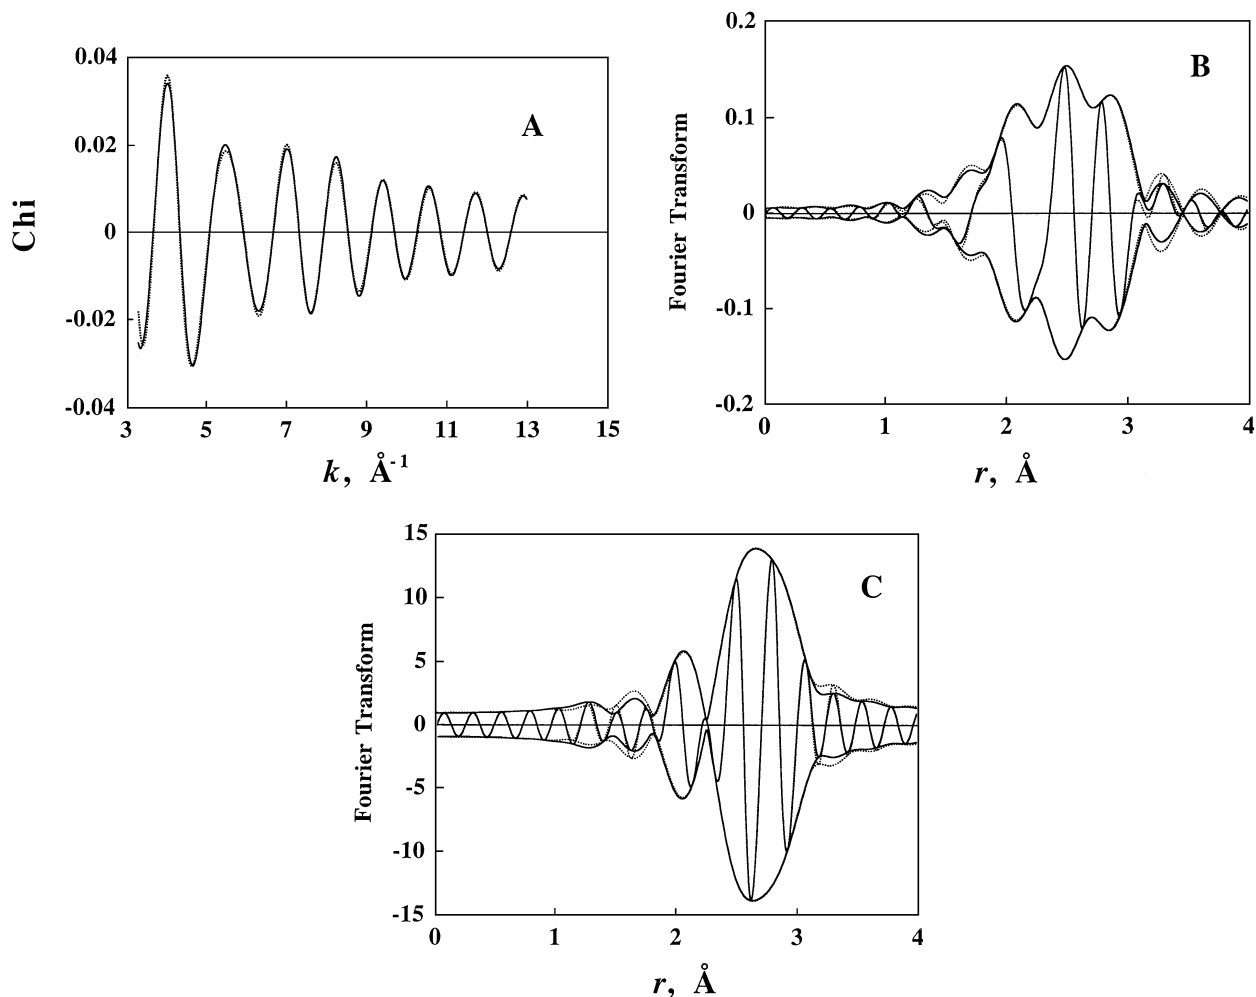 A
Chi
0.04
0.02
0
-0.02
-0.04
3 5 7 9 11 13 15
k, Å⁻¹
B
Fourier Transform
0.2
0.1
0
-0.1
-0.2
0 1 2 3 4
r, Å
C
Fourier Transform
15
10
5
0
-5
-10
-15
0 1 2 3 4
r, Å